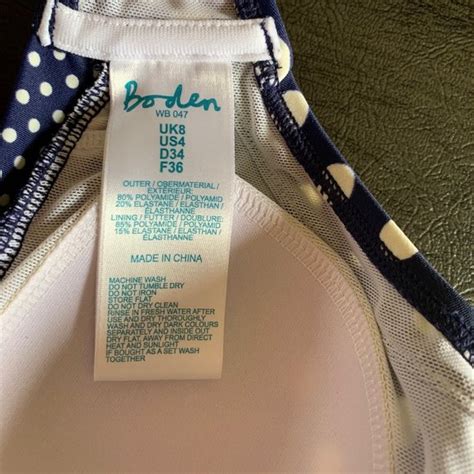 Boden
WB 047
UK8
US4
D34
F36
OUTER / OBERMATERIAL /
EXTÉRIEUR:
80% POLYAMIDE / POLYAMID
20% ELASTANE / ELASTHAN
/ÉLASTHANNE
LINING / FUTTER / DOUBLURE:
85% POLYAMIDE / POLYAMID
15% ELASTANE / ELASTHAN
/ÉLASTHANNE
MADE IN CHINA
MACHINE WASH
DO NOT TUMBLE DRY
DO NOT IRON
STORE FLAT
DO NOT DRY CLEAN
RINSE IN FRESH WATER AFTER
USE AND DRY THOROUGHLY
WASH AND DRY DARK COLOURS
SEPARATELY AND INSIDE OUT
DRY FLAT, AWAY FROM DIRECT
HEAT AND SUNLIGHT
IF BOUGHT AS A SET WASH
TOGETHER